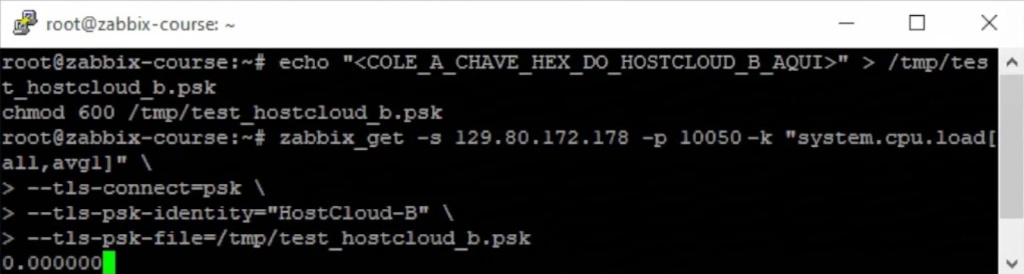 root@zabbix-course: ~
root@zabbix-course:~# echo "<COLE_A_CHAVE_HEX_DO_HOSTCLOUD_B_AQUI>" > /tmp/tes
t_hostcloud_b.psk
chmod 600 /tmp/test_hostcloud_b.psk
root@zabbix-course:~# zabbix_get -s 129.80.172.178 -p 10050 -k "system.cpu.load[
all,avg1]" \
> --tls-connect=psk \
> --tls-psk-identity="HostCloud-B" \
> --tls-psk-file=/tmp/test_hostcloud_b.psk
0.000000